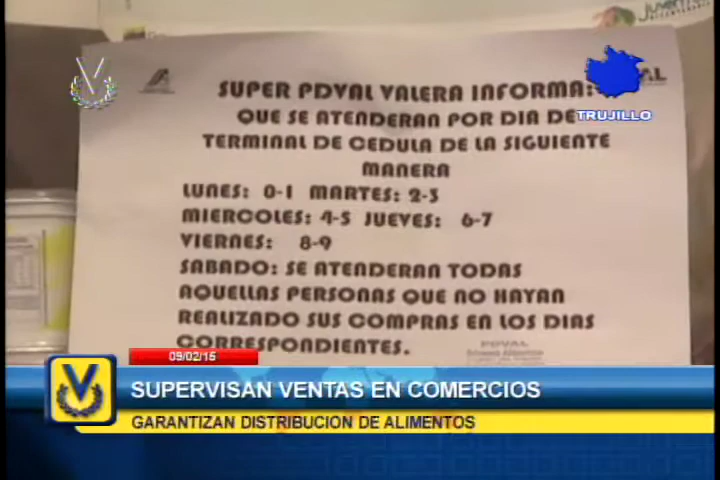 SUPER PDVAL VALERA INFORMA:
QUE SE ATENDERAN POR DIA DE
TERMINAL DE CEDULA DE LA SIGUIENTE
MANERA
LUNES: 0-1 MARTES: 2-3
MIERCOLES: 4-5 JUEVES: 6-7
VIERNES: 8-9
SABADO: SE ATENDERAN TODAS
AQUELLAS PERSONAS QUE NO HAYAN
REALIZADO SUS COMPRAS EN LOS DIAS
CORRESPONDIENTES.
PDVAL
TRUJILLO
09/02/15
SUPERVISAN VENTAS EN COMERCIOS
GARANTIZAN DISTRIBUCION DE ALIMENTOS